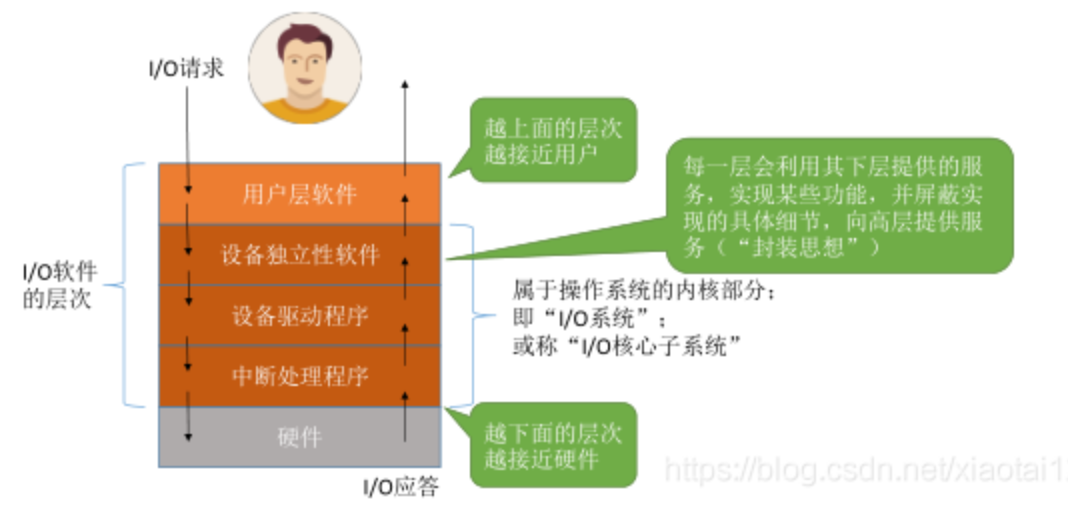 I/O请求
越上面的层次
越接近用户
每一层会利用其下层提供的服
务，实现某些功能，并屏蔽实
现的具体细节，向高层提供服
务（“封装思想”）
用户层软件
设备独立性软件
I/O软件
的层次
设备驱动程序
属于操作系统的内核部分；
即“I/O系统”；
或称“I/O核心子系统”
中断处理程序
硬件
越下面的层次
越接近硬件
I/O应答
https://blog.csdn.net/xiaotai1